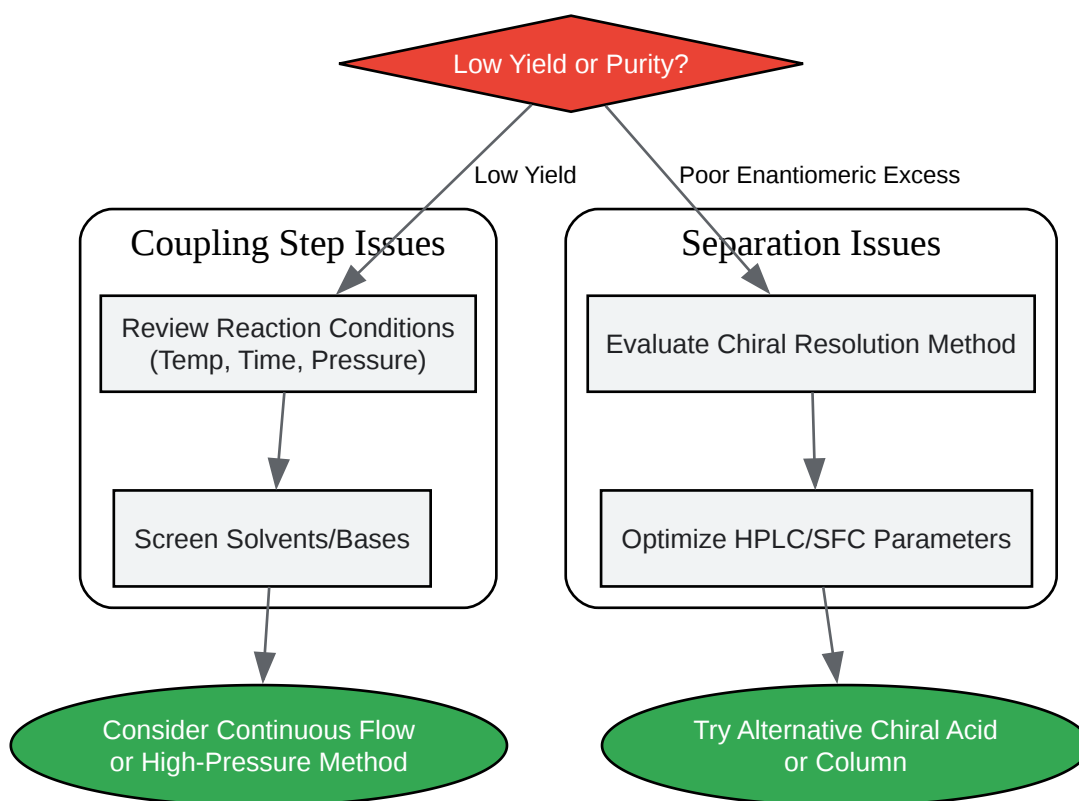 Low Yield or Purity?
Low Yield
Poor Enantiomeric Excess
Coupling Step Issues
Separation Issues
Review Reaction Conditions
(Temp, Time, Pressure)
Evaluate Chiral Resolution Method
Screen Solvents/Bases
Optimize HPLC/SFC Parameters
Consider Continuous Flow
or High-Pressure Method
Try Alternative Chiral Acid
or Column